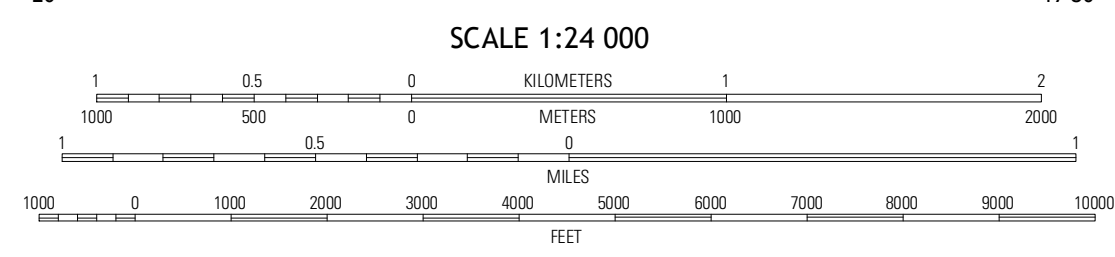 SCALE 1:24 000
1 0.5 0 KILOMETERS 1 2
1000 500 0 METERS 1000 2000
1 0.5 0 1
MILES
1000 0 1000 2000 3000 4000 5000 6000 7000 8000 9000 10000
FEET